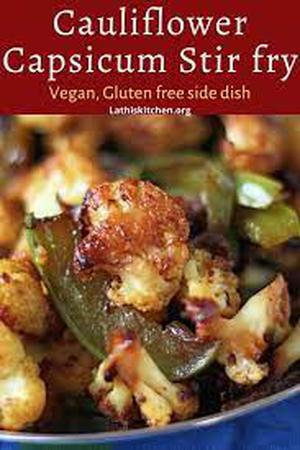 Cauliflower
Capsicum Stir fry
Vegan, Gluten free side dish
Lathiskitchen.org